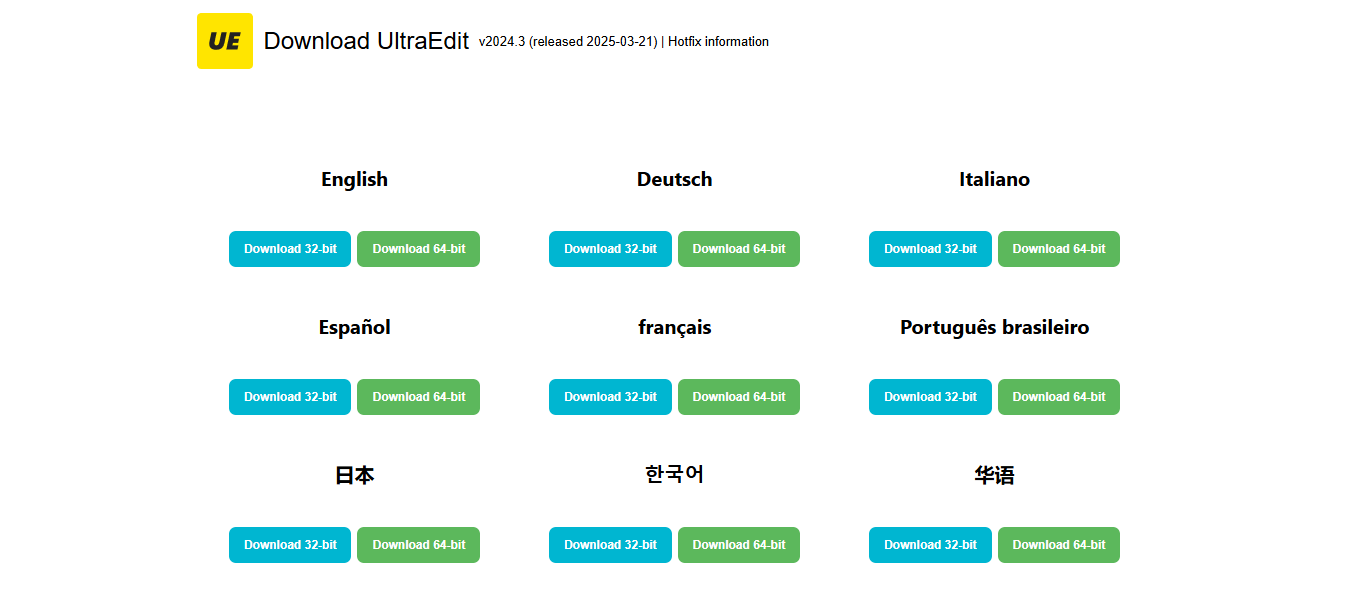 UE Download UltraEdit v2024.3 (released 2025-03-21) | Hotfix information
English Deutsch Italiano
Download 32-bit Download 64-bit Download 32-bit Download 64-bit Download 32-bit Download 64-bit
Español français Português brasileiro
Download 32-bit Download 64-bit Download 32-bit Download 64-bit Download 32-bit Download 64-bit
日本 한국어 华语
Download 32-bit Download 64-bit Download 32-bit Download 64-bit Download 32-bit Download 64-bit